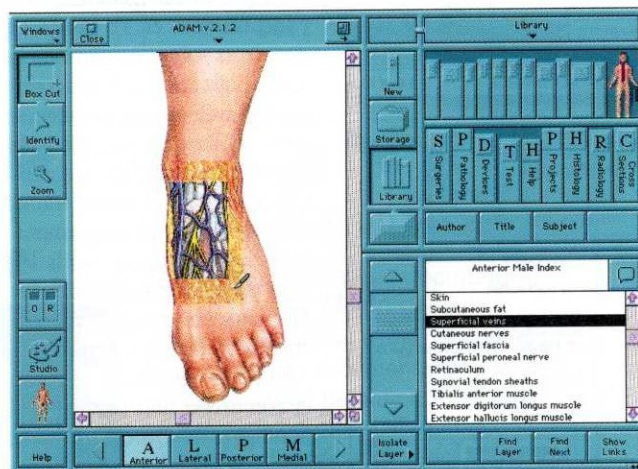 Windows
ADAM v.2.1.2
Close
Library
Box Cut
Identify
Zoom
O R
Studio
Help
A
Anterior
L
Lateral
P
Posterior
M
Medial
New
Storage
Library
S Surgeries
P Pathology
D Devices
T Test
H Help
P Projects
H Histology
R Radiology
C Cross Sections
Author
Title
Subject
Anterior Male Index
Skin
Subcutaneous fat
Superficial veins
Cutaneous nerves
Superficial fascia
Superficial peroneal nerve
Retinaculum
Synovial tendon sheaths
Tibialis anterior muscle
Extensor digitorum longus muscle
Extensor hallucis longus muscle
Isolate
Layer
Find
Layer
Find
Next
Show
Links